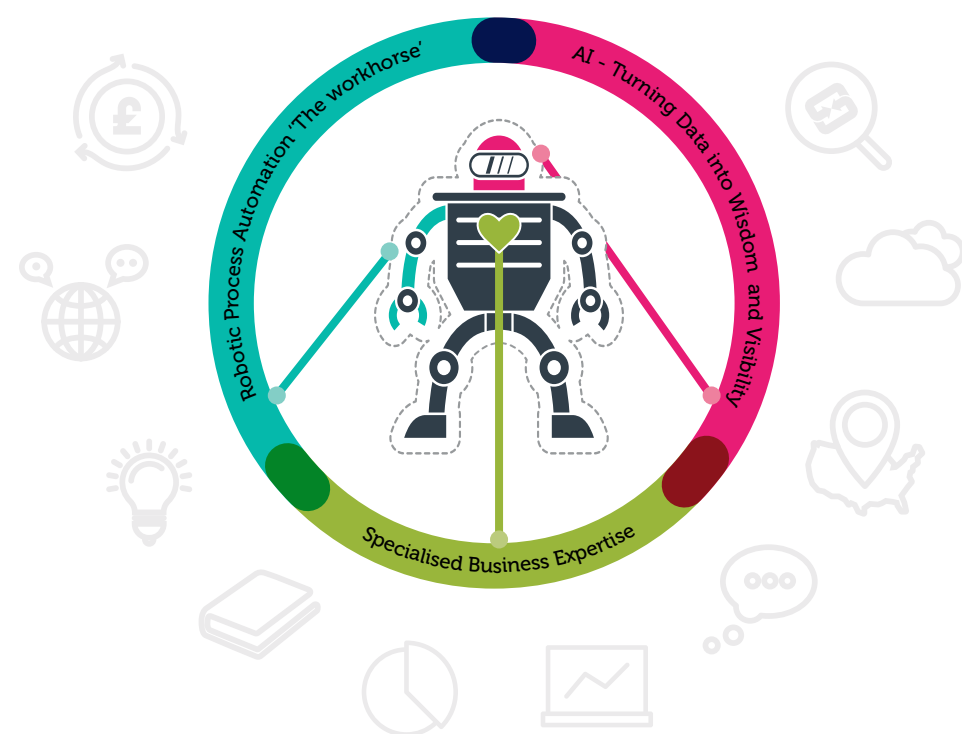 Robotic Process Automation ‘The workhorse’
AI - Turning Data into Wisdom and Visibility
Specialised Business Expertise
£